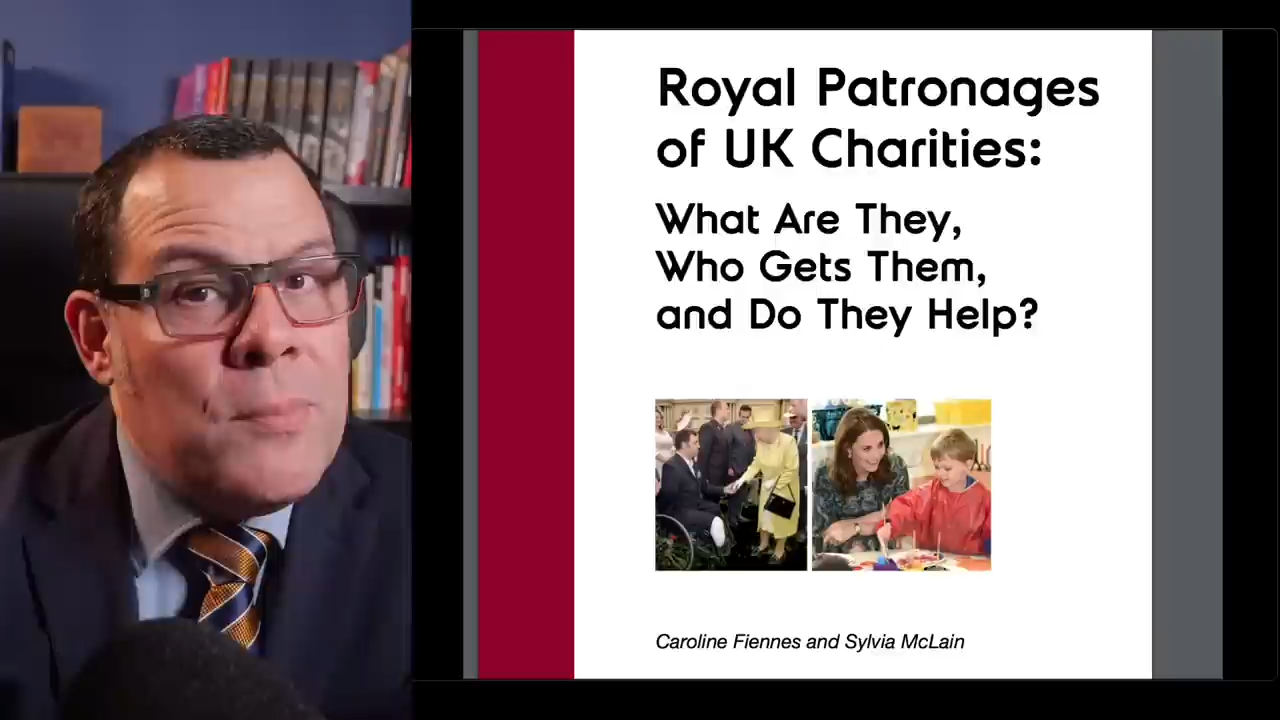 Royal Patronages
of UK Charities:
What Are They,
Who Gets Them,
and Do They Help?
Caroline Fiennes and Sylvia McLain